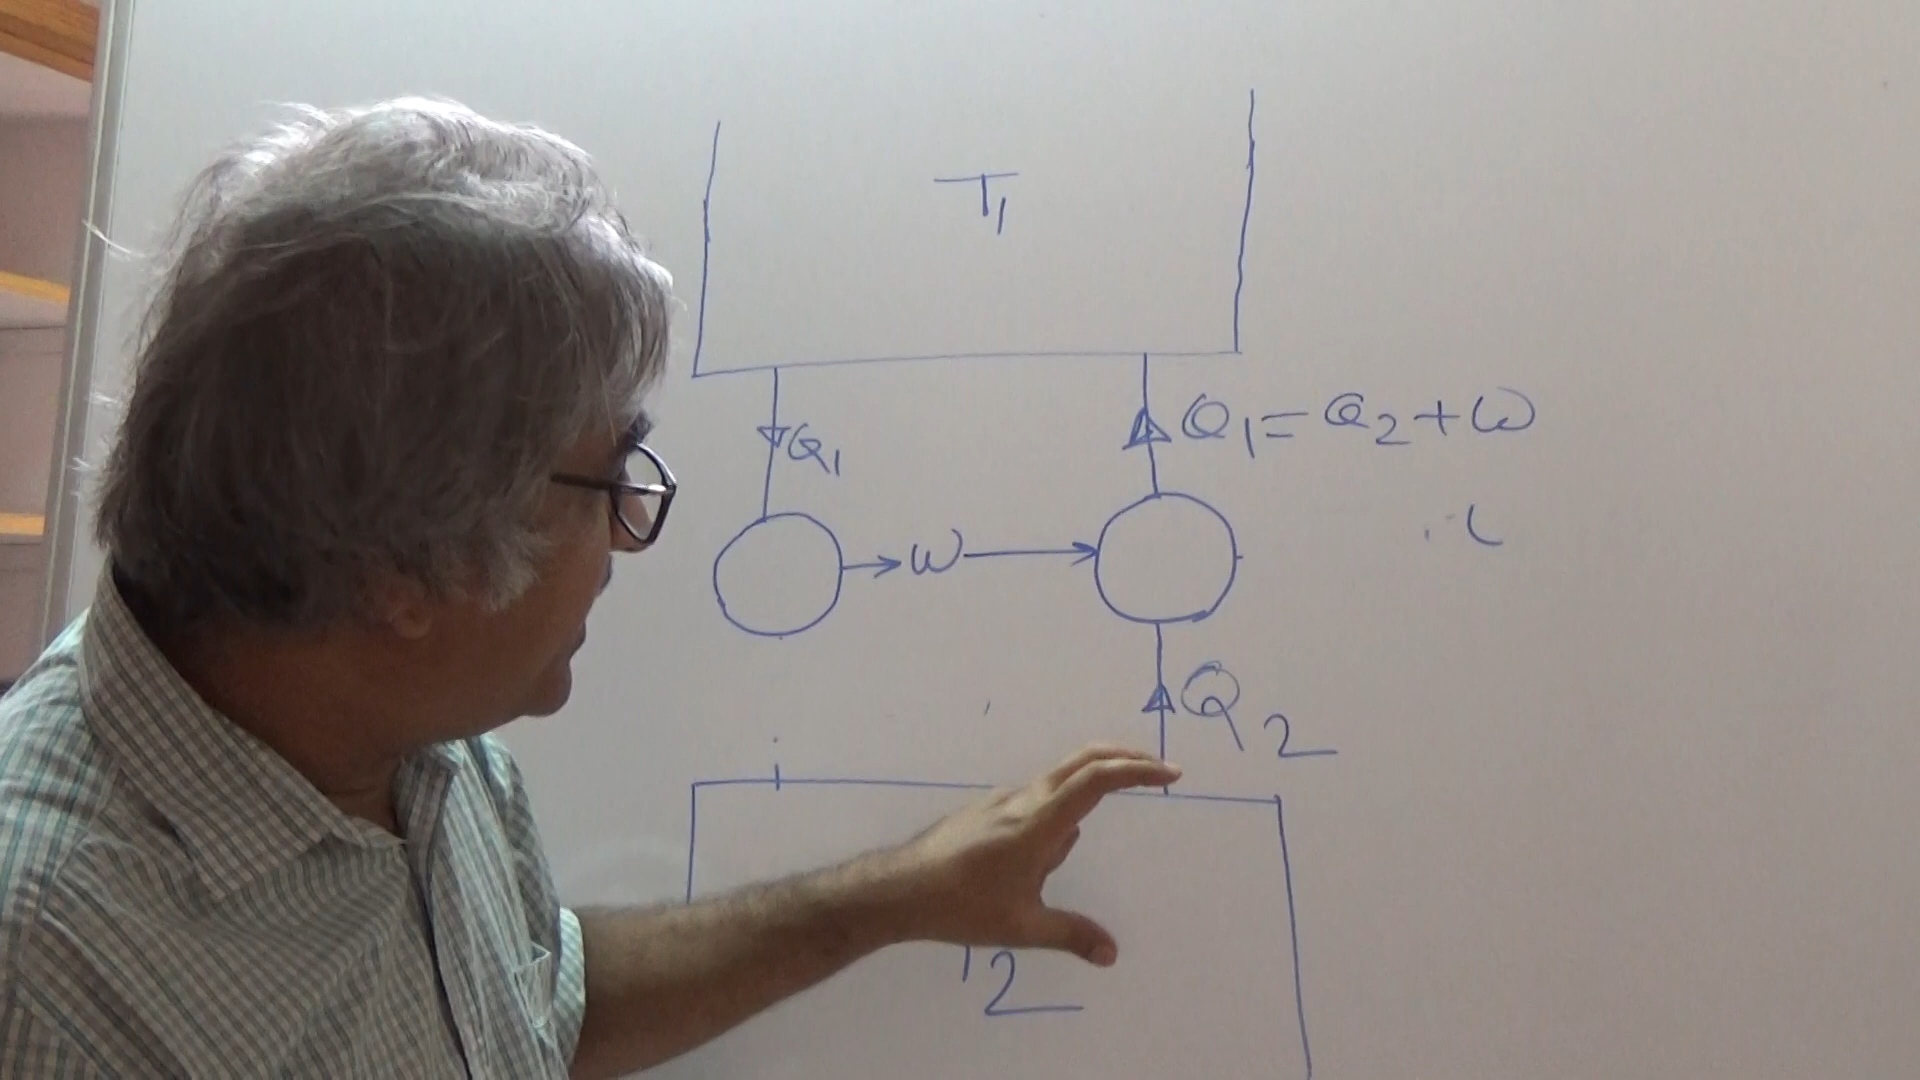 T1
Q1
Q1 = Q2 + W
W
Q2
T2